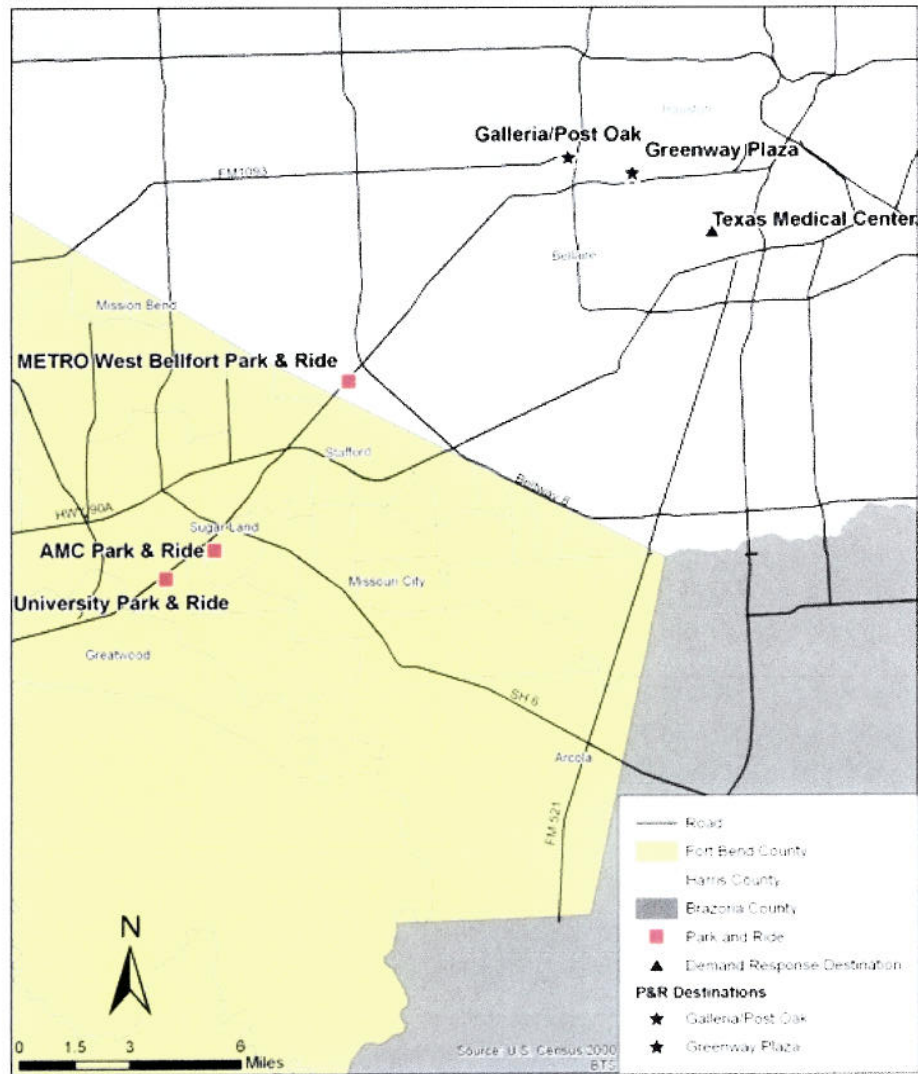 Houston
Galleria/Post Oak
Greenway Plaza
FM 1093
Texas Medical Center
Bellaire
Mission Bend
METRO West Bellfort Park & Ride
Stafford
Beltway 8
HWY 90A
Sugar Land
AMC Park & Ride
Missouri City
University Park & Ride
Greatwood
SH 6
Arcola
FM 521
Road
Fort Bend County
Harris County
Brazoria County
Park and Ride
Demand Response Destination
P&R Destinations
Galleria/Post Oak
Greenway Plaza
N
0 1.5 3 6
Miles
Source: U.S. Census 2000
BTS